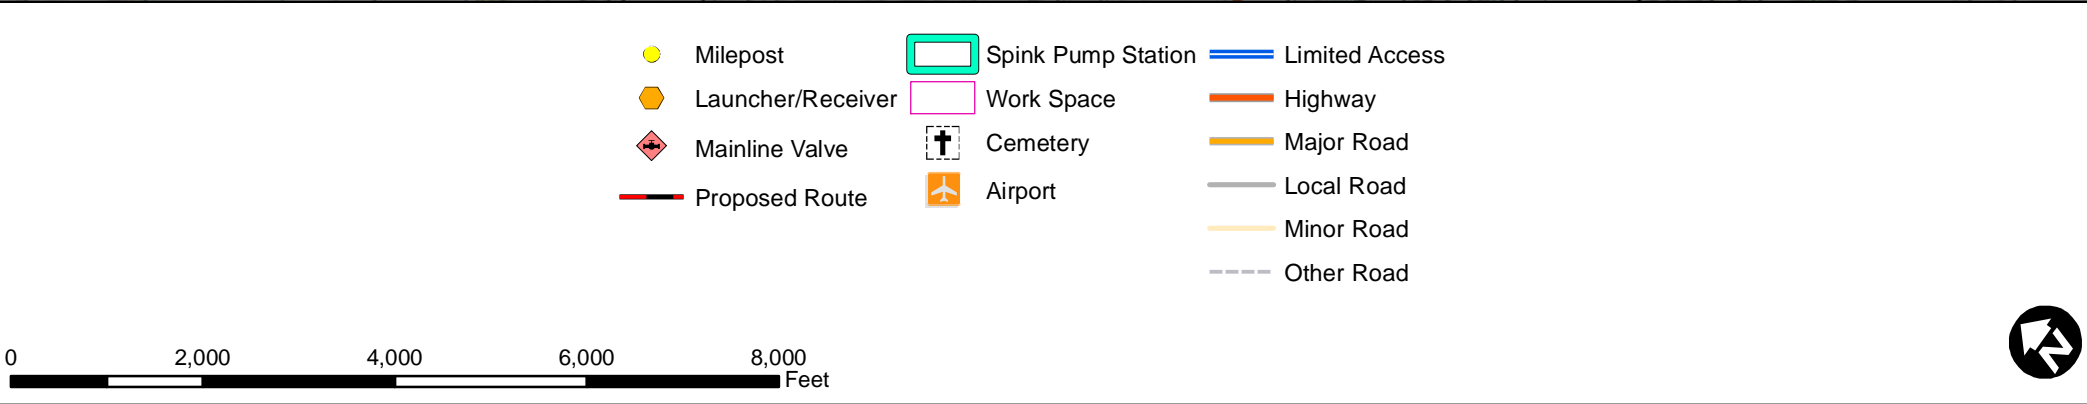 Milepost
Launcher/Receiver
Mainline Valve
Proposed Route
Spink Pump Station
Work Space
Cemetery
Airport
Limited Access
Highway
Major Road
Local Road
Minor Road
Other Road
0 2,000 4,000 6,000 8,000
Feet
N